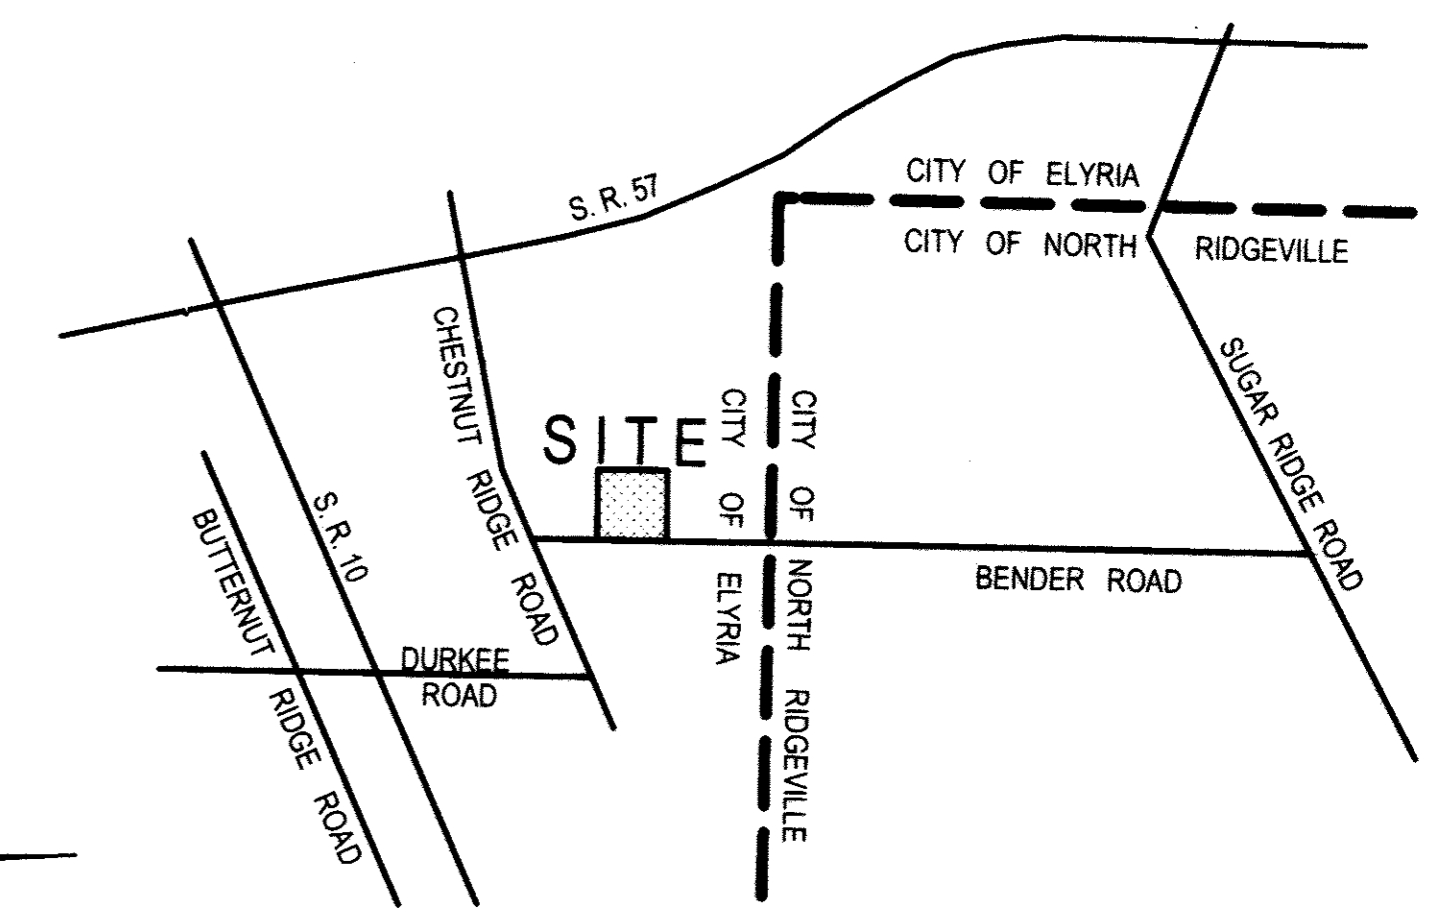 CITY OF ELYRIA
S. R. 57
CITY OF NORTH RIDGEVILLE
CHESTNUT RIDGE ROAD
SUGAR RIDGE ROAD
SITE
CITY OF ELYRIA
CITY OF NORTH RIDGEVILLE
S. R. 10
BUTTERNUT RIDGE ROAD
BENDER ROAD
DURKEE
ROAD